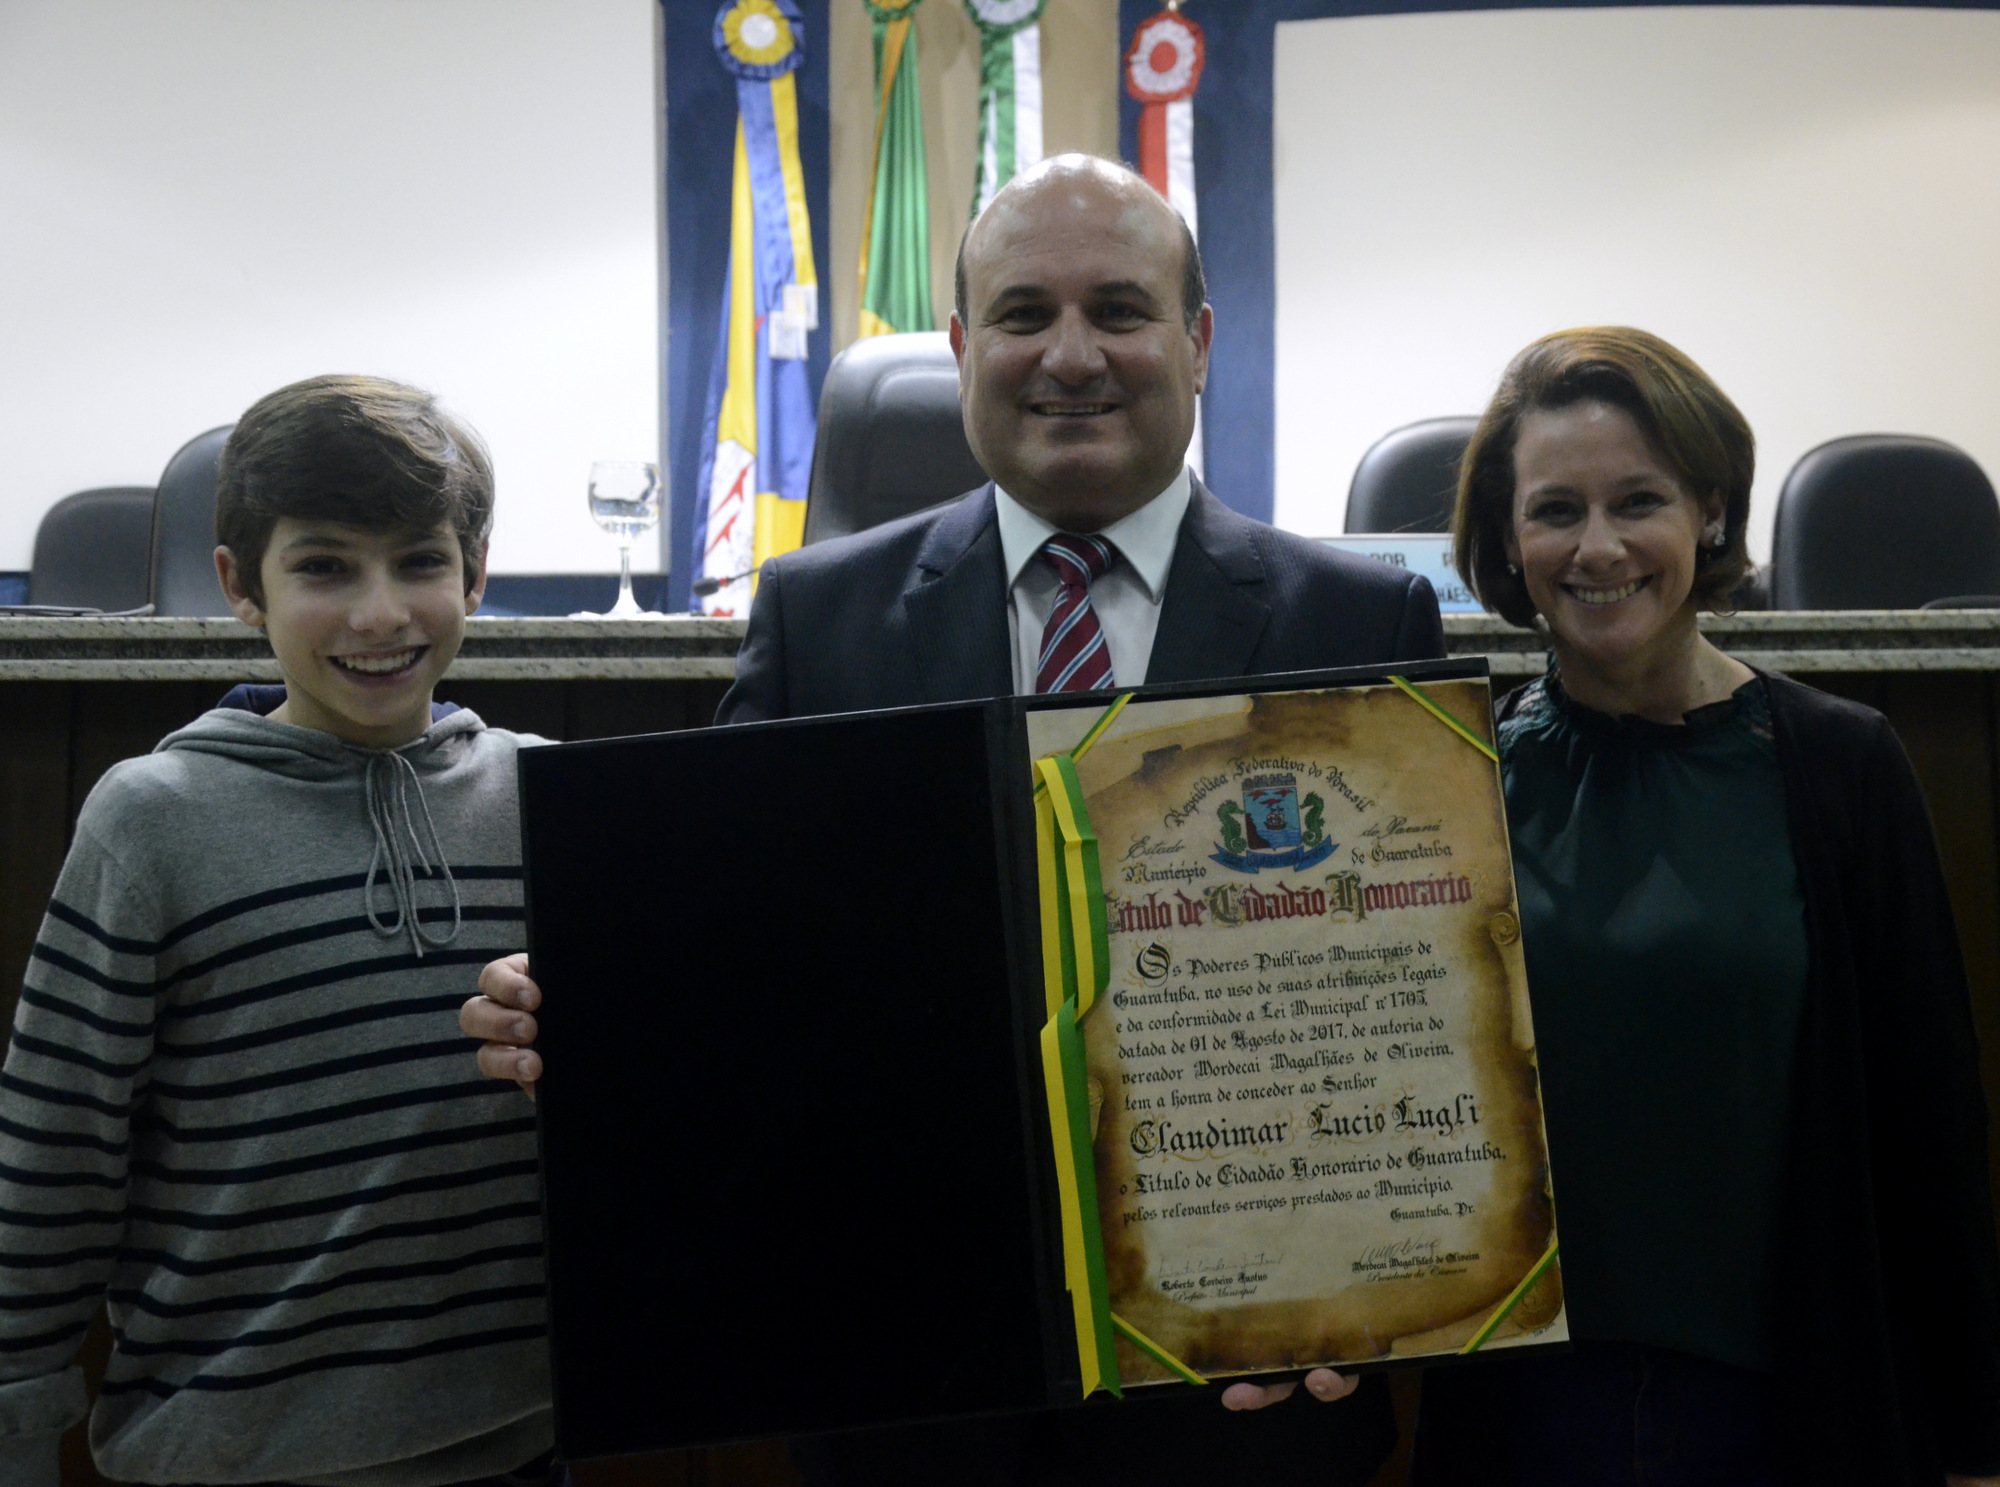 República Federativa do Brasil
Estado do Paraná
Município de Guaratuba
Título de Cidadão Honorário
Os Poderes Públicos Municipais de
Guaratuba, no uso de suas atribuições legais
e da conformidade a Lei Municipal nº 1703,
datada de 01 de Agosto de 2017, de autoria do
vereador Mordecai Magalhães de Oliveira,
tem a honra de conceder ao Senhor
Claudimar Lucio Lugli
o Título de Cidadão Honorário de Guaratuba,
pelos relevantes serviços prestados ao Município.
Guaratuba, Pr.
Roberto Cordeiro Justus
Prefeito Municipal
Mordecai Magalhães de Oliveira
Presidente da Câmara